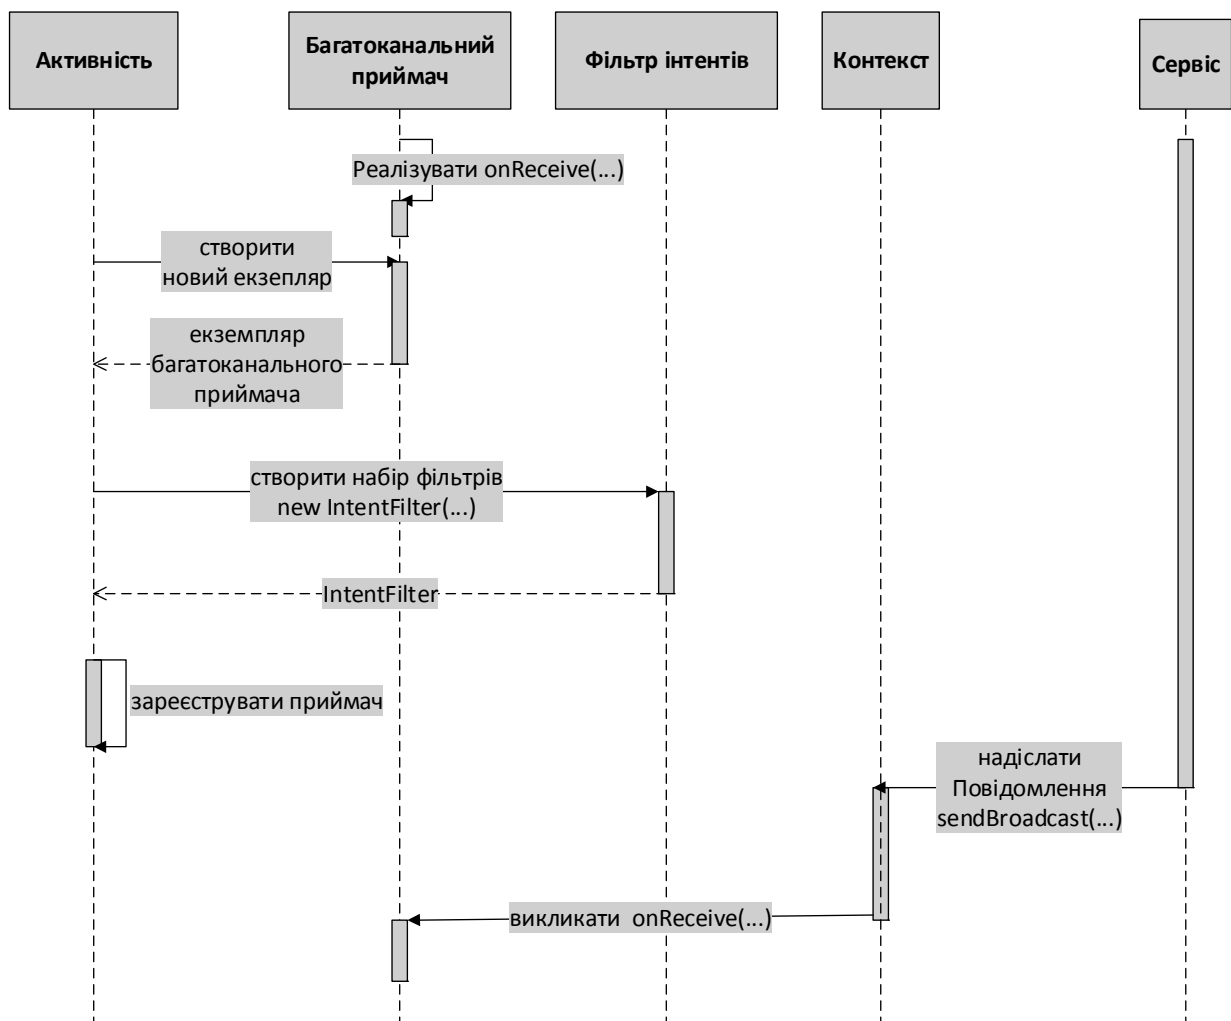 Активність
Багатоканальний
приймач
Фільтр інтентів
Контекст
Сервіс
Реалізувати onReceive(...)
створити
новий екзепляр
екземпляр
багатоканального
приймача
створити набір фільтрів
new IntentFilter(...)
IntentFilter
зареєструвати приймач
надіслати
Повідомлення
sendBroadcast(...)
викликати onReceive(...)